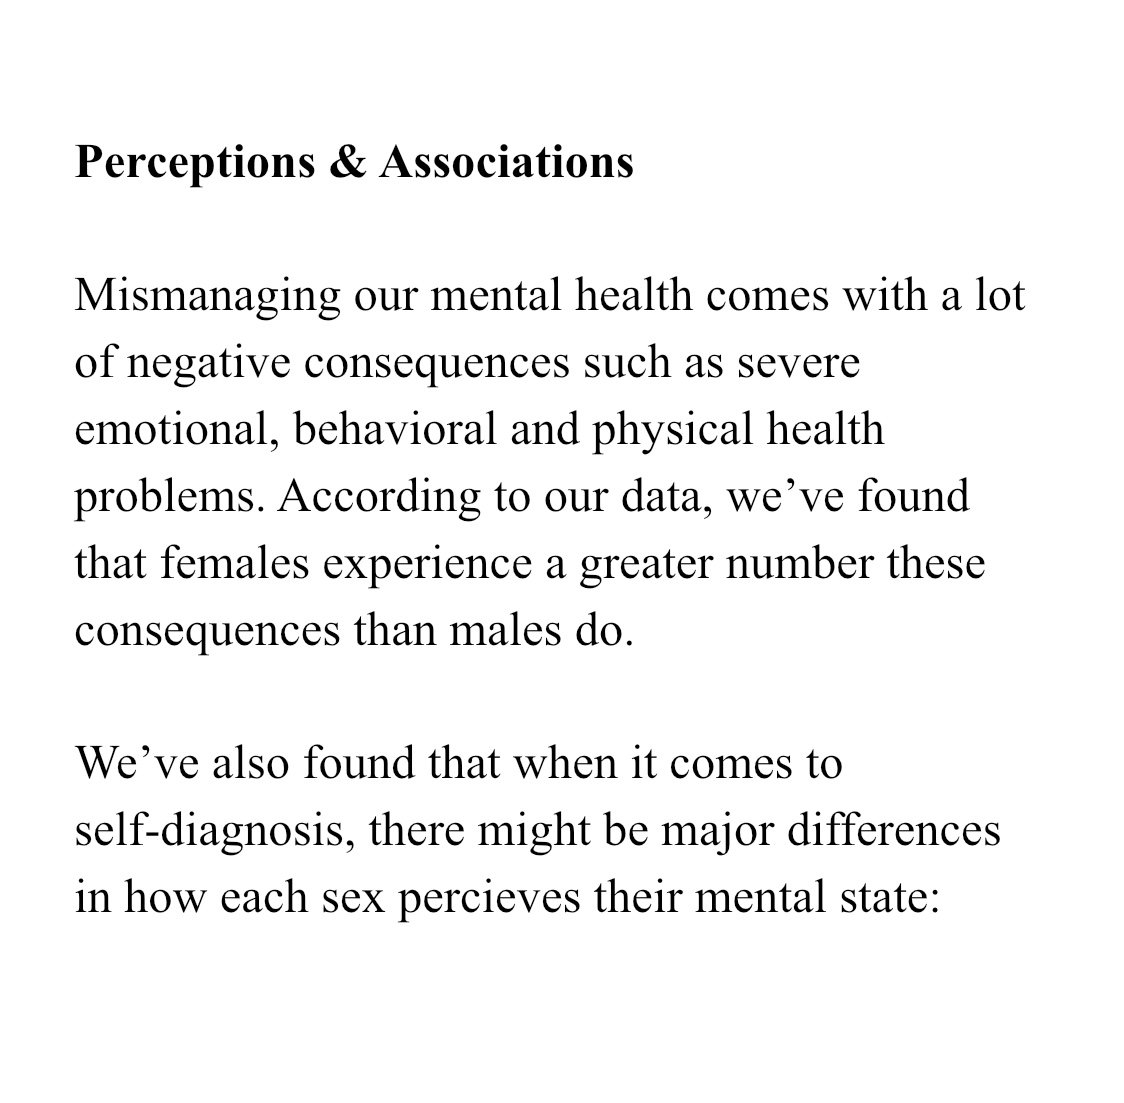 Perceptions & Associations
Mismanaging our mental health comes with a lot
of negative consequences such as severe
emotional, behavioral and physical health
problems. According to our data, we’ve found
that females experience a greater number these
consequences than males do.
We’ve also found that when it comes to
self-diagnosis, there might be major differences
in how each sex percieves their mental state: